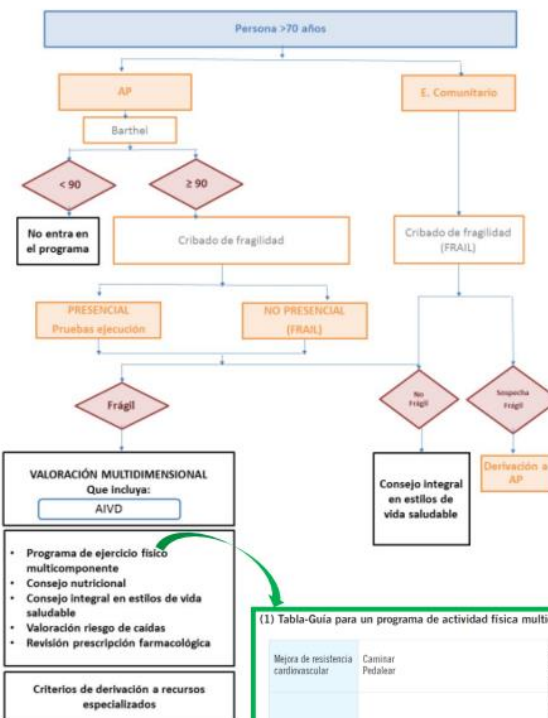 Persona >70 años
AP
E. Comunitario
Barthel
< 90
≥ 90
No entra en
el programa
Cribado de fragilidad
Cribado de fragilidad
(FRAIL)
PRESENCIAL
Pruebas ejecución
NO PRESENCIAL
(FRAIL)
Frágil
No
Frágil
Sospecha
Frágil
VALORACIÓN MULTIDIMENSIONAL
Que incluya:
AIVD
Consejo integral
en estilos de
vida saludable
Derivación a
AP
• Programa de ejercicio físico
multicomponente
• Consejo nutricional
• Consejo integral en estilos de vida
saludable
• Valoración riesgo de caídas
• Revisión prescripción farmacológica
Criterios de derivación a recursos
especializados
(1) Tabla-Guía para un programa de actividad física multic
Mejora de resistencia
cardiovascular
Caminar
Pedalear